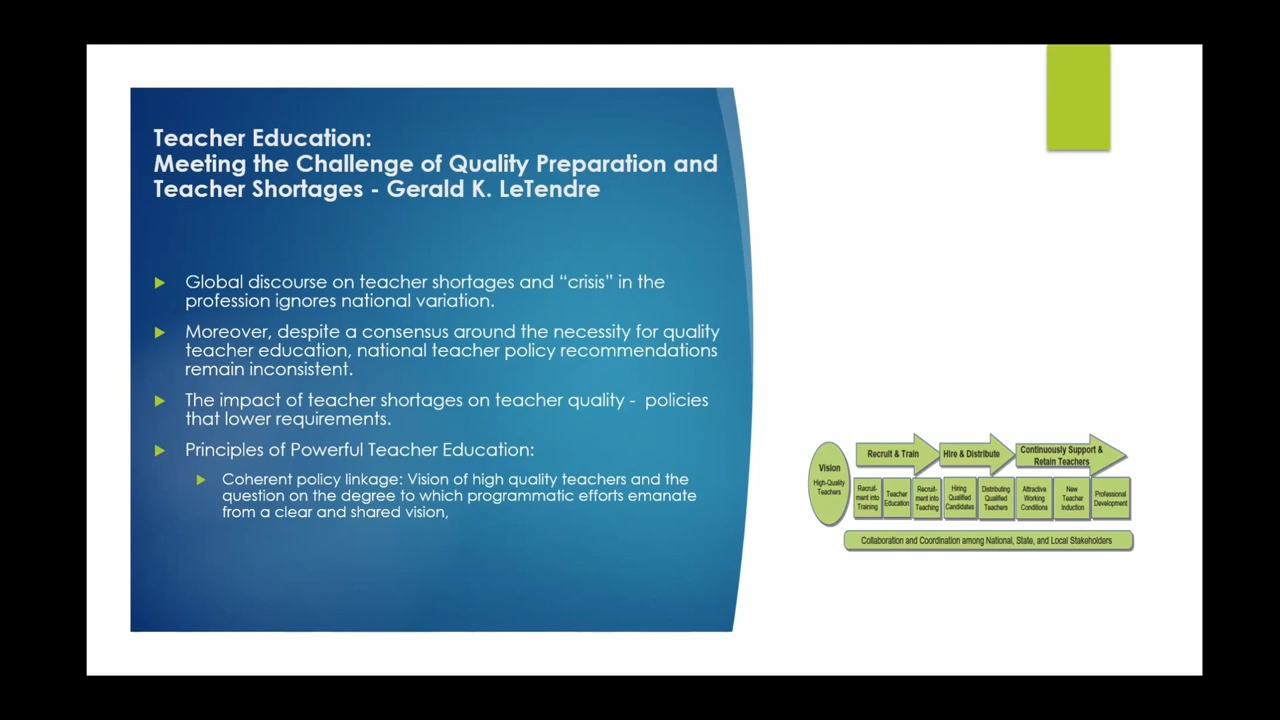 Teacher Education:
Meeting the Challenge of Quality Preparation and
Teacher Shortages - Gerald K. LeTendre
Global discourse on teacher shortages and “crisis” in the
profession ignores national variation.
Moreover, despite a consensus around the necessity for quality
teacher education, national teacher policy recommendations
remain inconsistent.
The impact of teacher shortages on teacher quality - policies
that lower requirements.
Principles of Powerful Teacher Education:
Coherent policy linkage: Vision of high quality teachers and the
question on the degree to which programmatic efforts emanate
from a clear and shared vision,
Vision
High-Quality
Teachers
Recruit & Train
Hire & Distribute
Continuously Support &
Retain Teachers
Recruit-
ment into
Training
Teacher
Education
Recruit-
ment into
Teaching
Hiring
Qualified
Candidates
Distributing
Qualified
Teachers
Attractive
Working
Conditions
New
Teacher
Induction
Professional
Development
Collaboration and Coordination among National, State, and Local Stakeholders